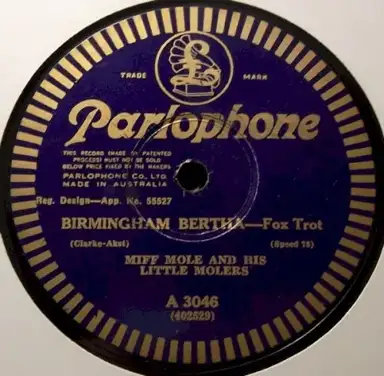 £
TRADE MARK
Parlophone
THIS RECORD (MADE BY PATENTED
PROCESS) MUST NOT BE SOLD
BELOW PRICE FIXED BY THE MAKERS
PARLOPHONE Co. LTD.
MADE IN AUSTRALIA
Reg. Design—App. No. 55527
BIRMINGHAM BERTHA—Fox Trot
(Clarke-Akst) (Speed 78)
MIFF MOLE AND HIS
LITTLE MOLERS
A 3046
(402529)